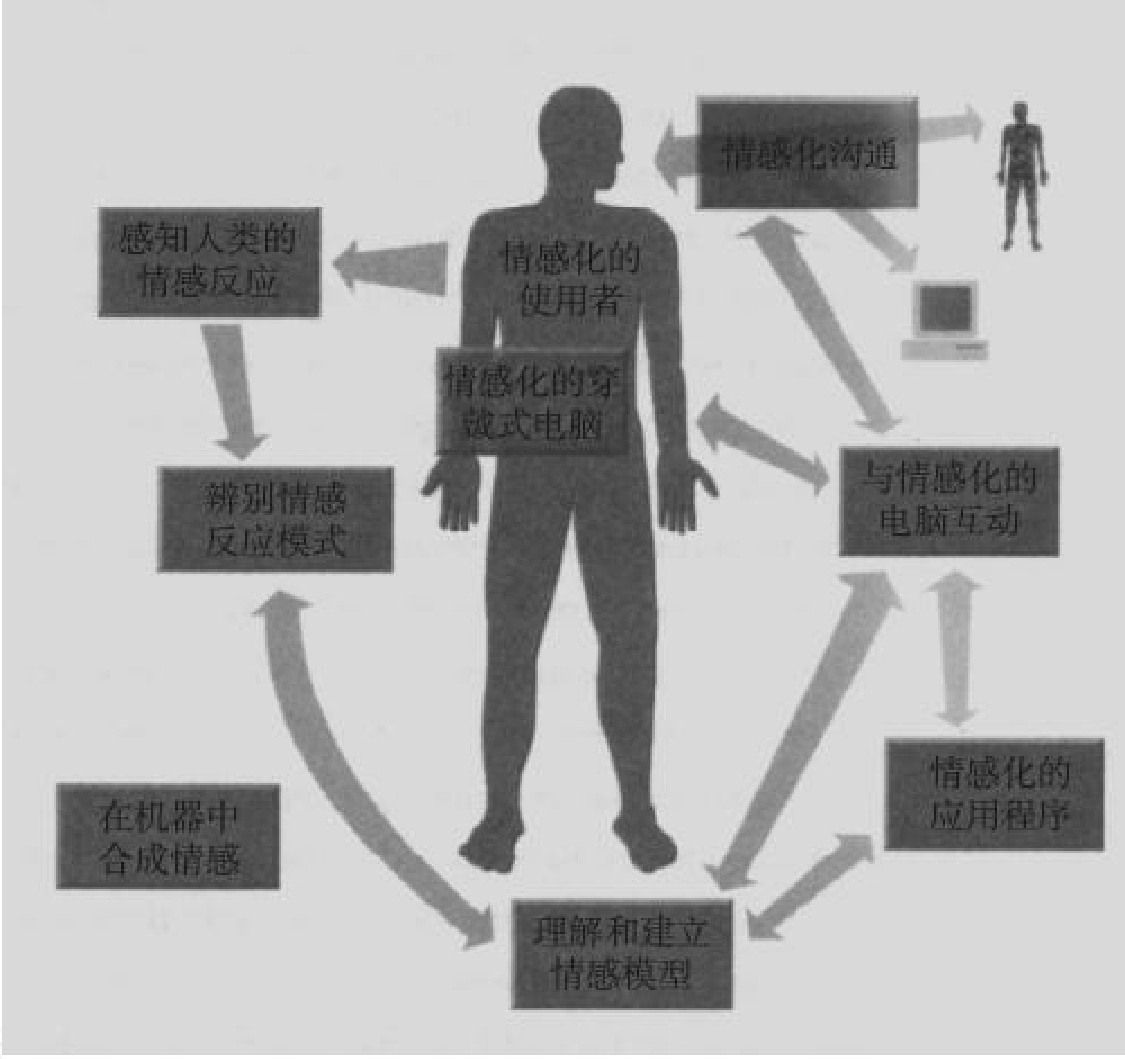 情感化沟通
感知人类的
情感反应
情感化的
使用者
情感化的穿
戴式电脑
辨别情感
反应模式
与情感化的
电脑互动
情感化的
应用程序
在机器中
合成情感
理解和建立
情感模型